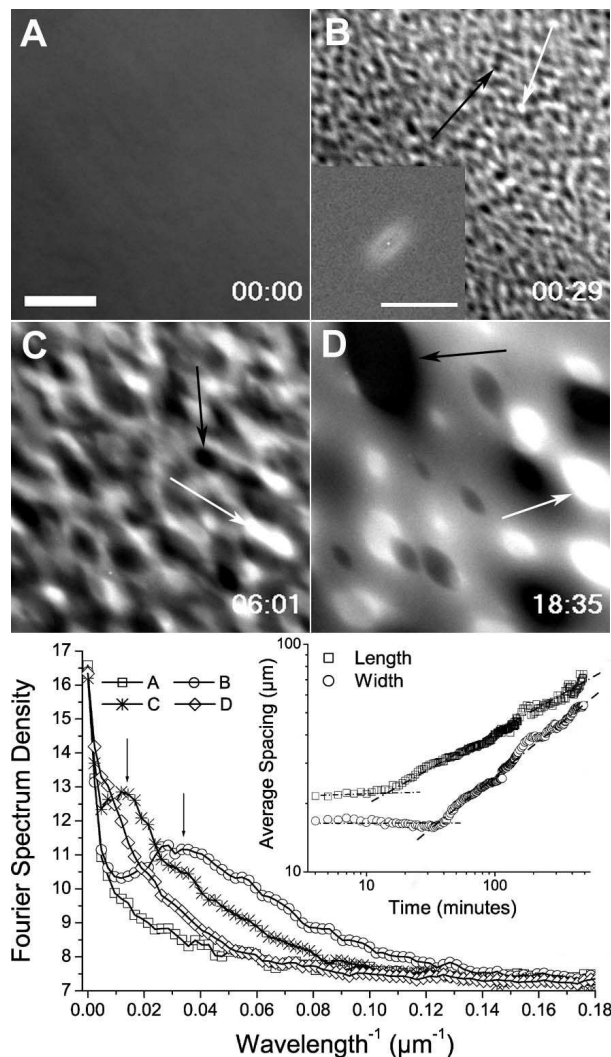 A
00:00
B
00:29
C
06:01
D
18:35
17
16
15
14
13
12
11
10
9
8
7
Fourier Spectrum Density
A B
C D
0.00 0.02 0.04 0.06 0.08 0.10 0.12 0.14 0.16 0.18
Wavelength⁻¹ (µm⁻¹)
Length
Width
100
10
Average Spacing (µm)
10 100
Time (minutes)